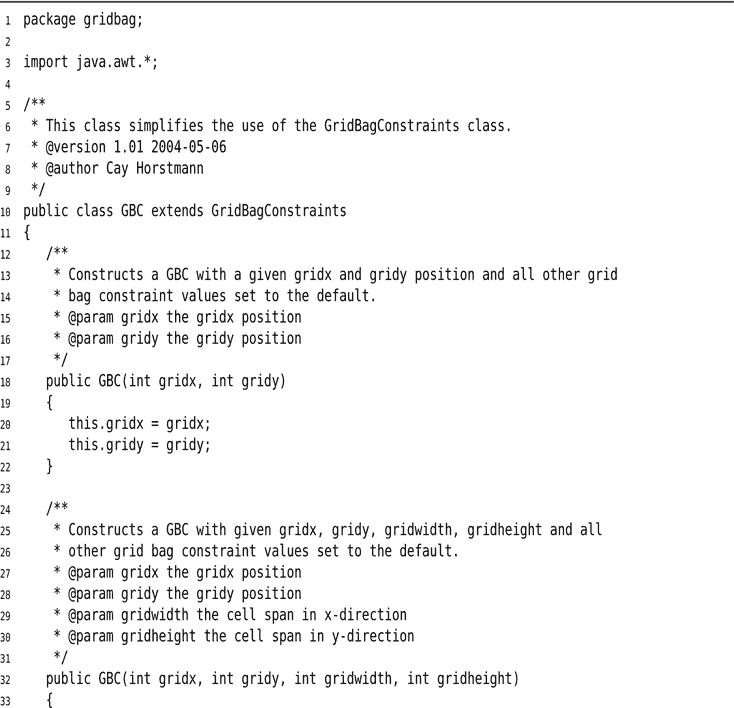 1 package gridbag;
2
3 import java.awt.*;
4
5 /**
6  * This class simplifies the use of the GridBagConstraints class.
7  * @version 1.01 2004-05-06
8  * @author Cay Horstmann
9  */
10 public class GBC extends GridBagConstraints
11 {
12    /**
13     * Constructs a GBC with a given gridx and gridy position and all other grid
14     * bag constraint values set to the default.
15     * @param gridx the gridx position
16     * @param gridy the gridy position
17     */
18    public GBC(int gridx, int gridy)
19    {
20       this.gridx = gridx;
21       this.gridy = gridy;
22    }
23
24    /**
25     * Constructs a GBC with given gridx, gridy, gridwidth, gridheight and all
26     * other grid bag constraint values set to the default.
27     * @param gridx the gridx position
28     * @param gridy the gridy position
29     * @param gridwidth the cell span in x-direction
30     * @param gridheight the cell span in y-direction
31     */
32    public GBC(int gridx, int gridy, int gridwidth, int gridheight)
33    {